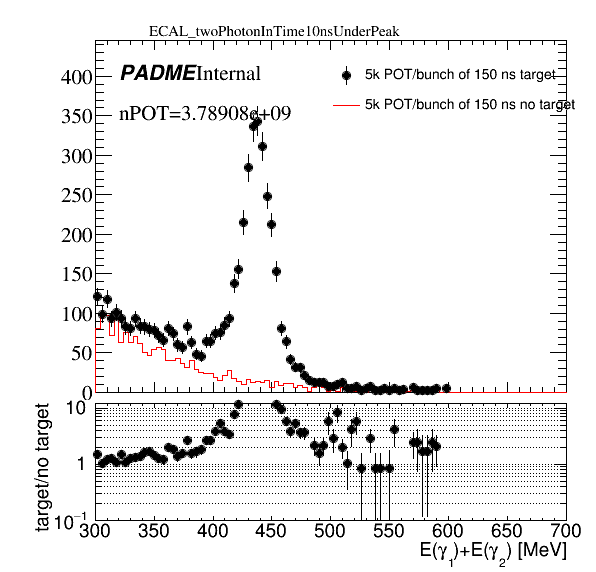 ECAL_twoPhotonInTime10nsUnderPeak
PADME Internal
5k POT/bunch of 150 ns target
5k POT/bunch of 150 ns no target
nPOT=3.78908e+09
400
350
300
250
200
150
100
50
0
target/no target
10
1
10⁻¹
300 350 400 450 500 550 600 650 700
E(γ₁)+E(γ₂) [MeV]